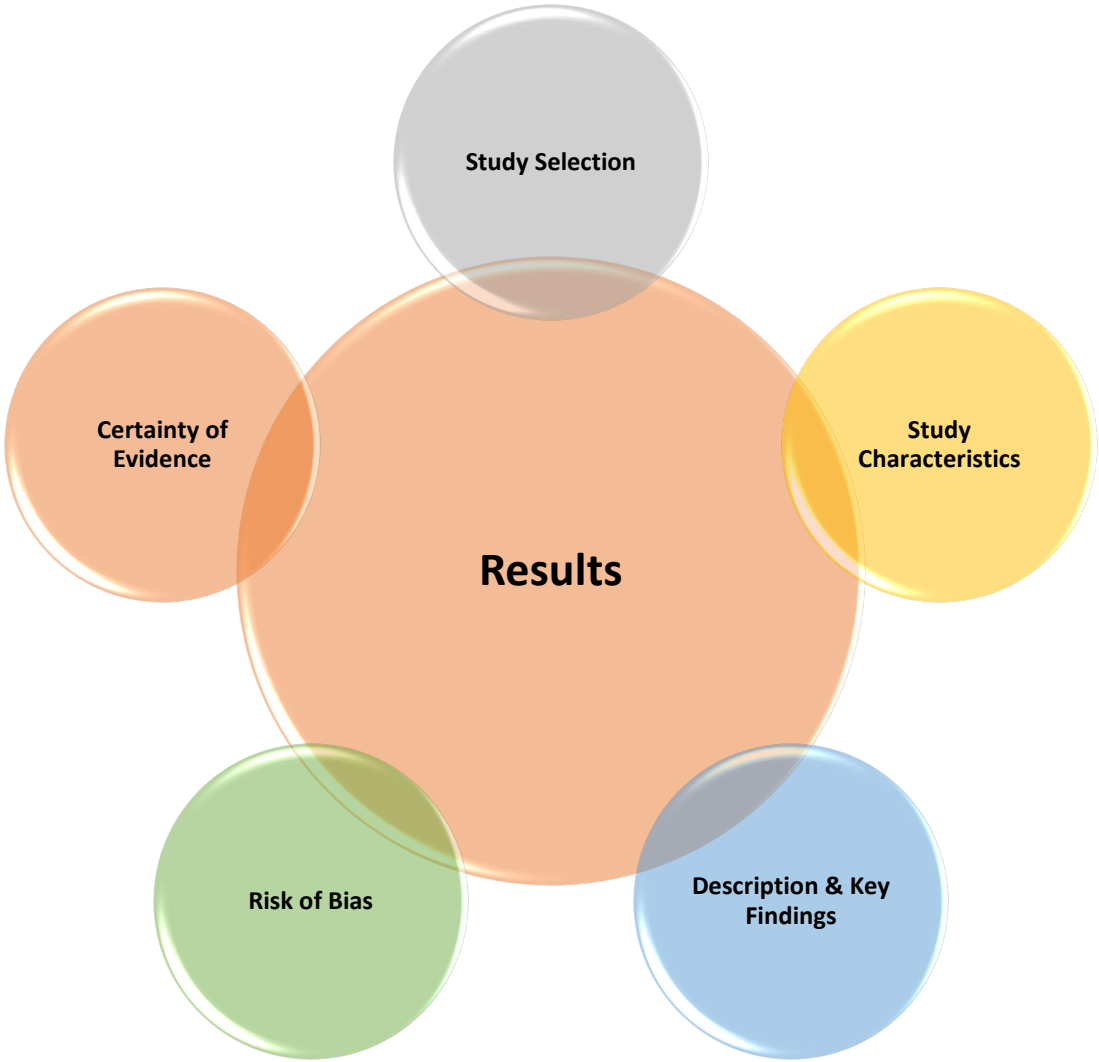 Study Selection
Certainty of
Evidence
Study
Characteristics
Results
Risk of Bias
Description & Key
Findings